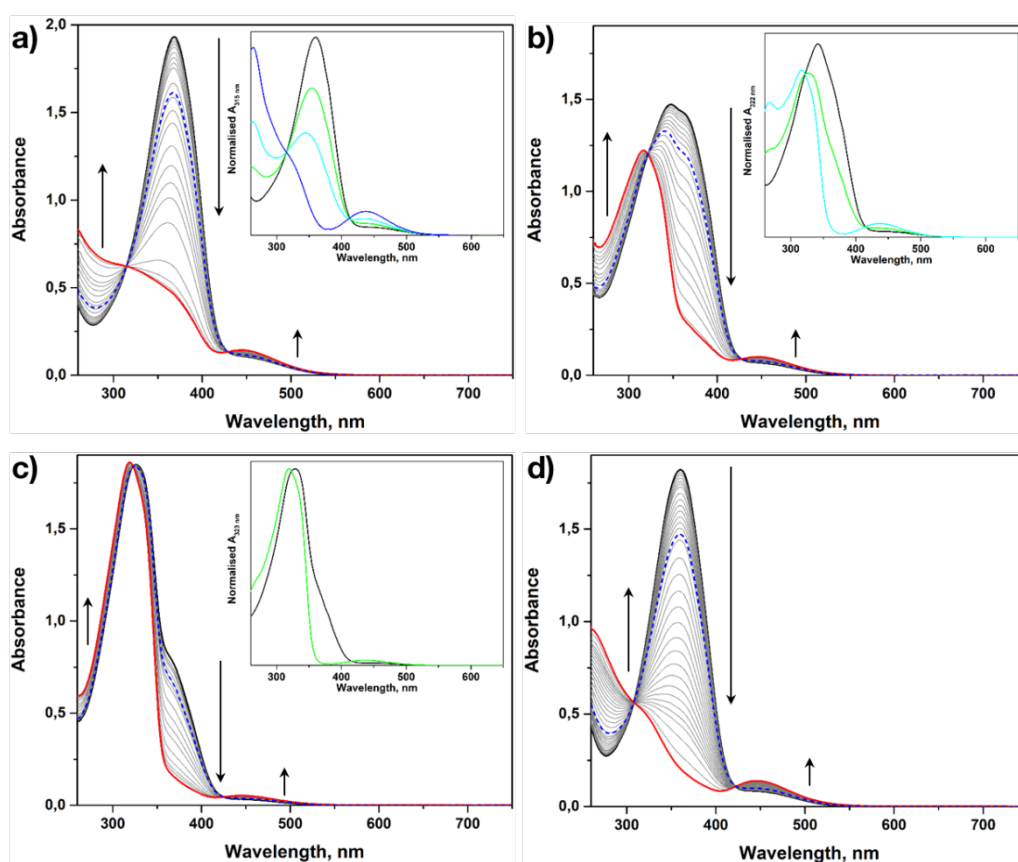 a)
2,0
1,5
1,0
0,5
0,0
Absorbance
300 400 500 600 700
Wavelength, nm
Normalised A315 nm
300 400 500 600
Wavelength, nm
b)
1,5
1,0
0,5
0,0
Absorbance
300 400 500 600 700
Wavelength, nm
Normalised A322 nm
300 400 500 600
Wavelength, nm
c)
1,5
1,0
0,5
0,0
Absorbance
300 400 500 600 700
Wavelength, nm
Normalised A323 nm
300 400 500 600
Wavelength, nm
d)
1,5
1,0
0,5
0,0
Absorbance
300 400 500 600 700
Wavelength, nm